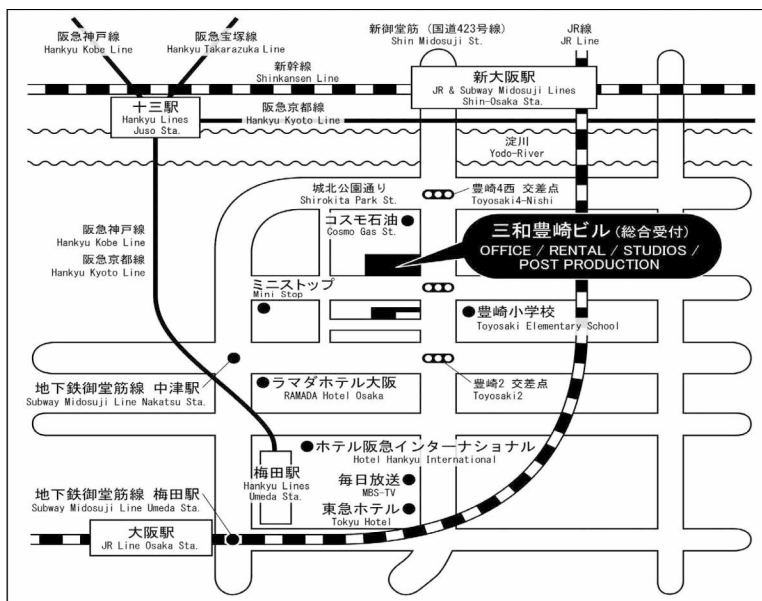 阪急神戸線
Hankyu Kobe Line
阪急宝塚線
Hankyu Takarazuka Line
新御堂筋 (国道423号線)
Shin Midosuji St.
JR線
JR Line
新幹線
Shinkansen Line
新大阪駅
JR & Subway Midosuji Lines
Shin-Osaka Sta.
十三駅
Hankyu Lines
Juso Sta.
阪急京都線
Hankyu Kyoto Line
淀川
Yodo-River
城北公園通り
Shirokita Park St.
豊崎4西 交差点
Toyosaki4-Nishi
コスモ石油
Cosmo Gas St.
三和豊崎ビル (総合受付)
OFFICE / RENTAL / STUDIOS /
POST PRODUCTION
阪急神戸線
Hankyu Kobe Line
阪急京都線
Hankyu Kyoto Line
ミニストップ
Mini Stop
豊崎小学校
Toyosaki Elementary School
地下鉄御堂筋線 中津駅
Subway Midosuji Line Nakatsu Sta.
ラマダホテル大阪
RAMADA Hotel Osaka
豊崎2 交差点
Toyosaki2
ホテル阪急インターナショナル
Hotel Hankyu International
梅田駅
Hankyu Lines
Umeda Sta.
毎日放送
MBS-TV
地下鉄御堂筋線 梅田駅
Subway Midosuji Line Umeda Sta.
東急ホテル
Tokyu Hotel
大阪駅
JR Line Osaka Sta.